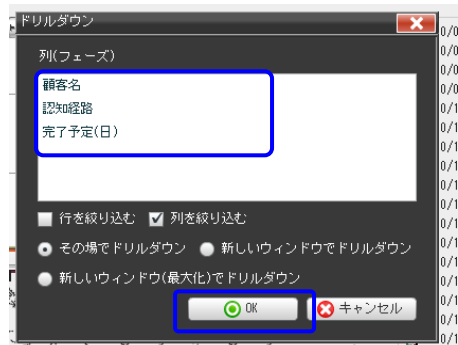 ドリルダウン
列(フェーズ)
顧客名
認知経路
完了予定(日)
行を絞り込む 列を絞り込む
その場でドリルダウン 新しいウィンドウでドリルダウン
新しいウィンドウ(最大化)でドリルダウン
OK キャンセル